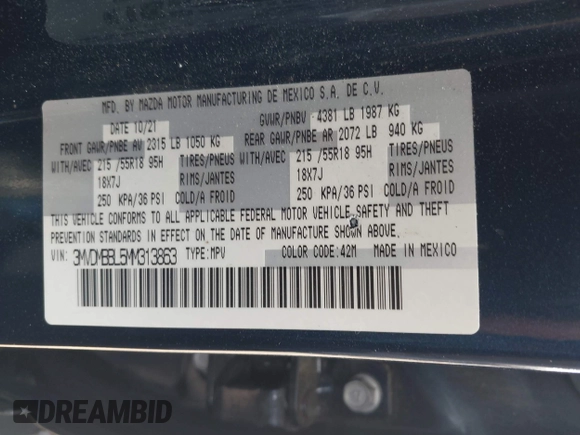 MFD. BY MAZDA MOTOR MANUFACTURING DE MEXICO S.A. DE C.V.
DATE 10/21 GVWR/PNBV 4381 LB 1987 KG
FRONT GAWR/PNBE AV 2315 LB 1050 KG REAR GAWR/PNBE AR 2072 LB 940 KG
WITH/AVEC 215 /55R18 95H TIRES/PNEUS WITH/AVEC 215 /55R18 95H TIRES/PNEUS
18X7J RIMS/JANTES 18X7J RIMS/JANTES
250 KPA/36 PSI COLD/A FROID 250 KPA/36 PSI COLD/A FROID
THIS VEHICLE CONFORMS TO ALL APPLICABLE FEDERAL MOTOR VEHICLE SAFETY AND THEFT
PREVENTION STANDARDS IN EFFECT ON THE DATE OF MANUFACTURE SHOWN ABOVE.
VIN: 3MVDMBBL5MM313863 TYPE:MPV COLOR CODE:42M MADE IN MEXICO
DREAMBID